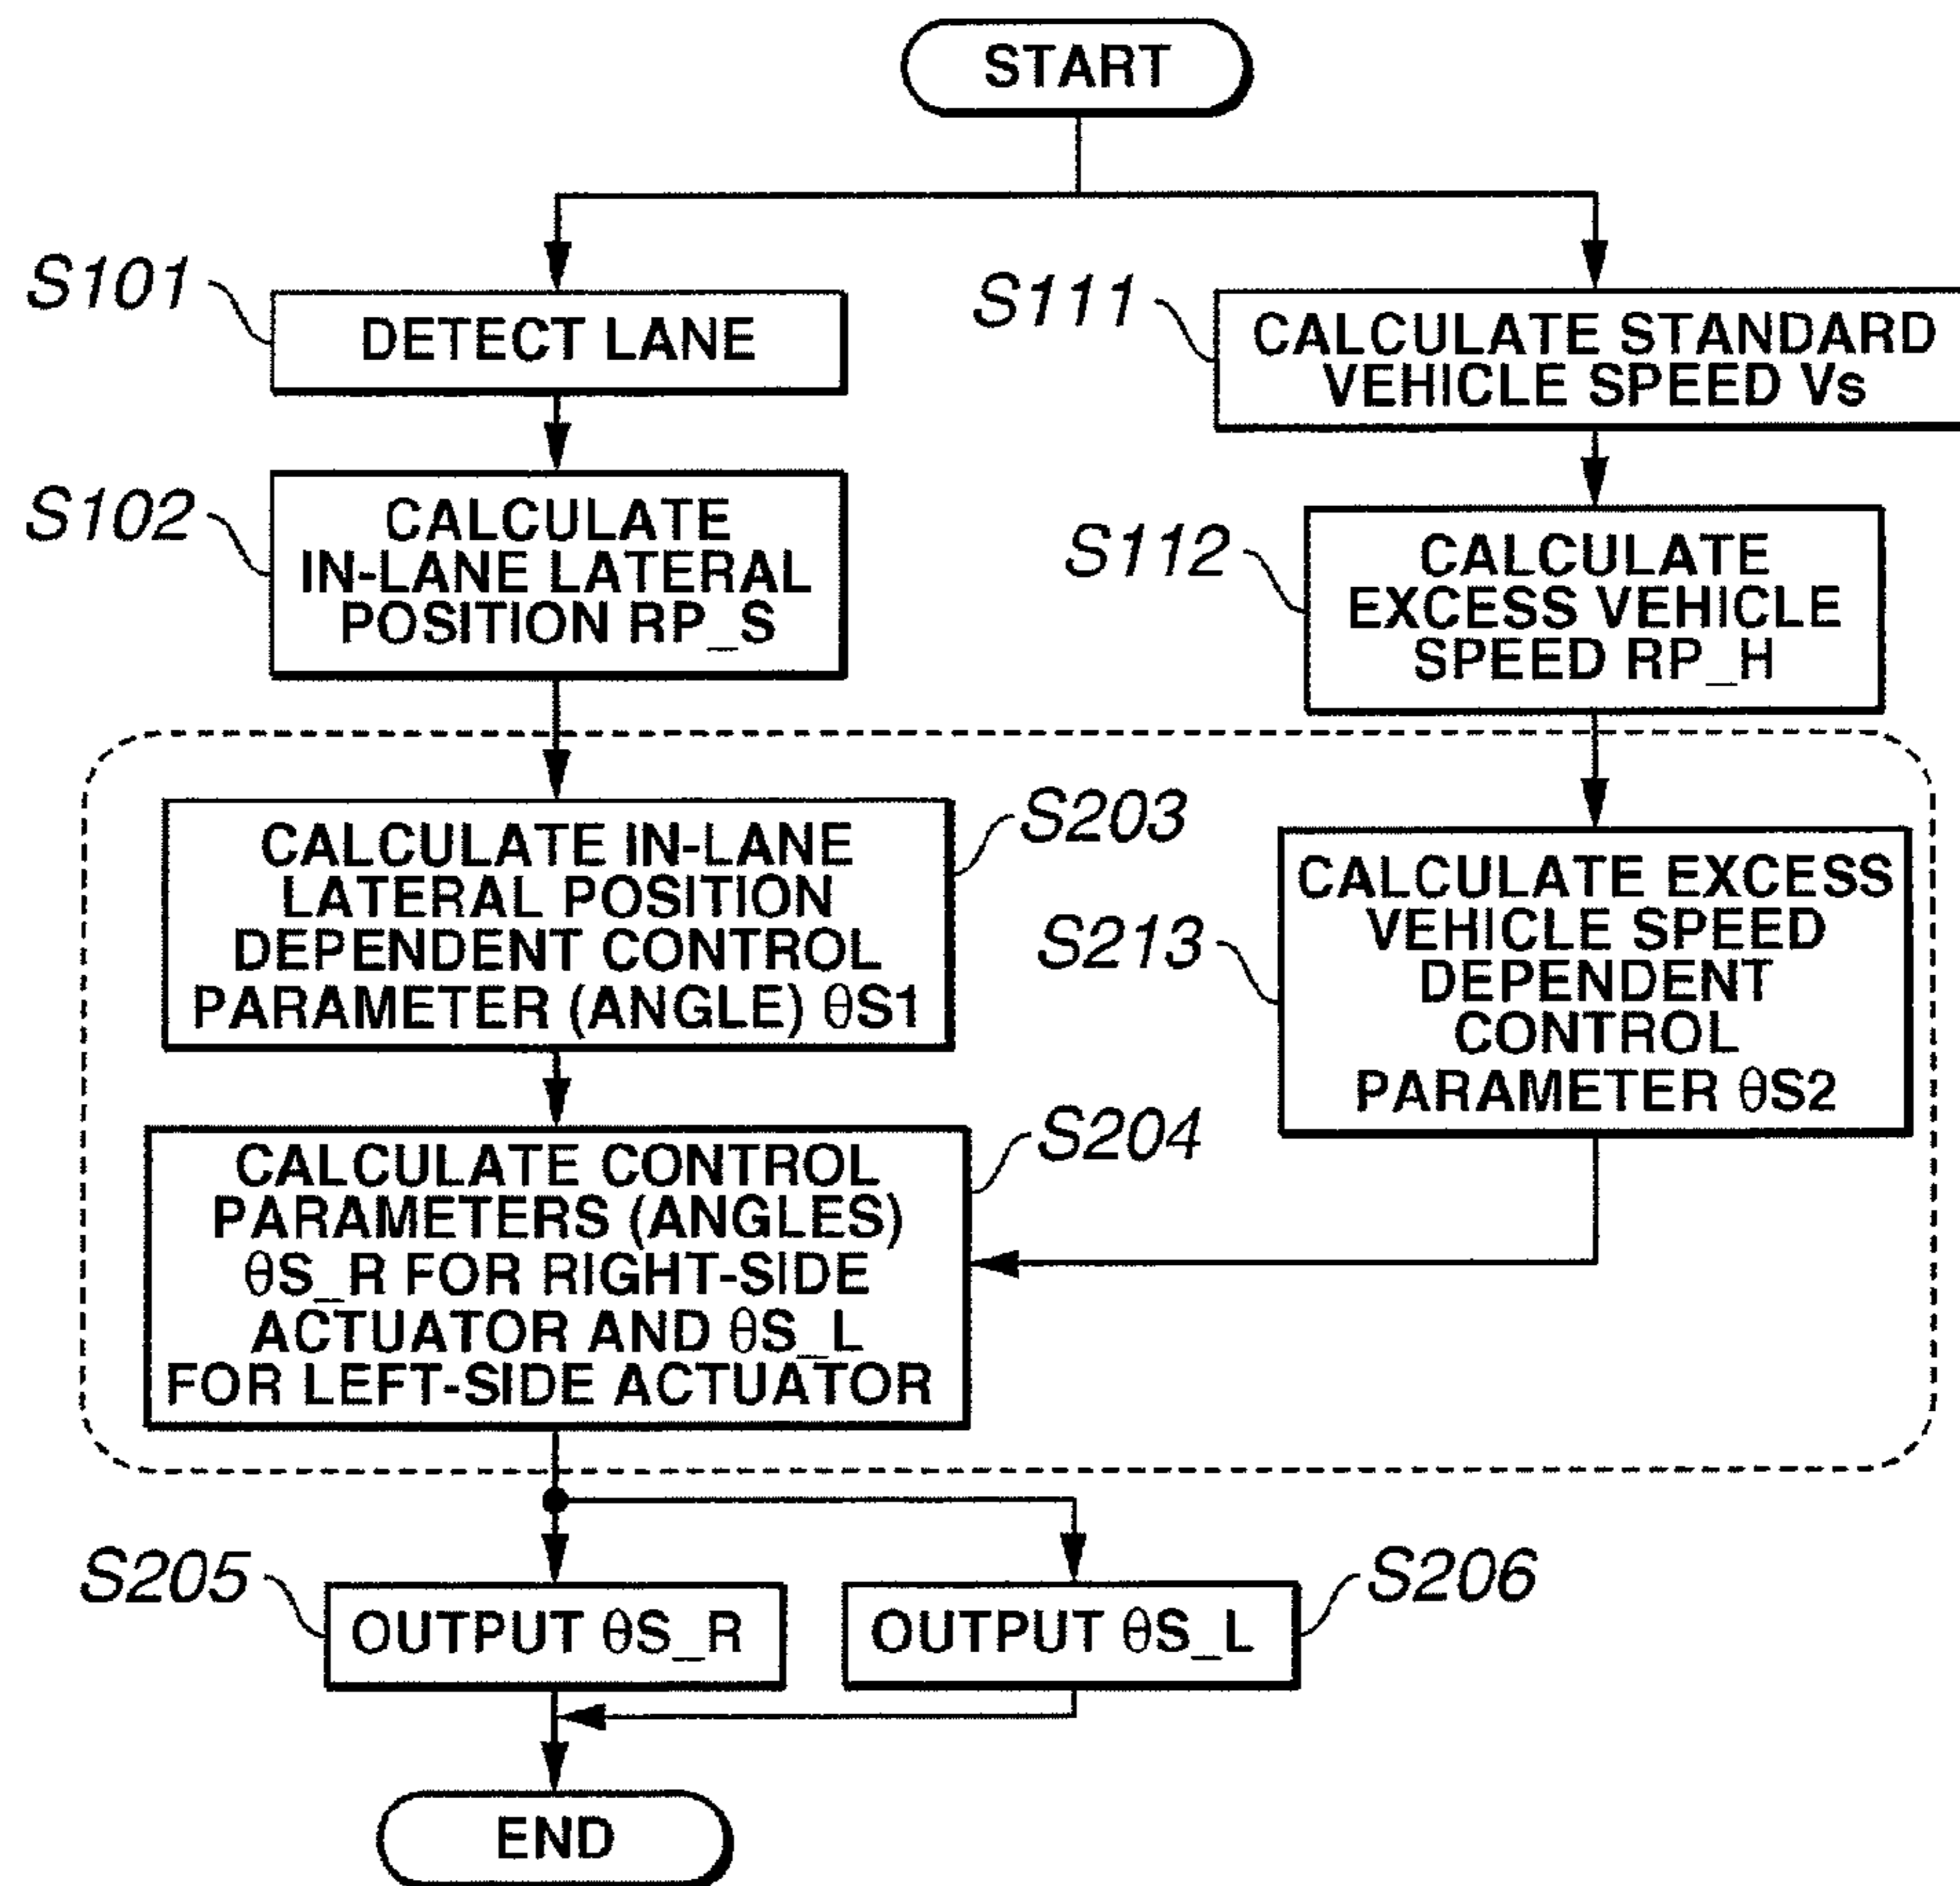 START
S101
DETECT LANE
S111
CALCULATE STANDARD
VEHICLE SPEED Vs
S102
CALCULATE
IN-LANE LATERAL
POSITION RP_S
S112
CALCULATE
EXCESS VEHICLE
SPEED RP_H
S203
CALCULATE IN-LANE
LATERAL POSITION
DEPENDENT CONTROL
PARAMETER (ANGLE) θS1
S213
CALCULATE EXCESS
VEHICLE SPEED
DEPENDENT
CONTROL
PARAMETER θS2
S204
CALCULATE CONTROL
PARAMETERS (ANGLES)
θS_R FOR RIGHT-SIDE
ACTUATOR AND θS_L
FOR LEFT-SIDE ACTUATOR
S205
OUTPUT θS_R
OUTPUT θS_L
S206
END